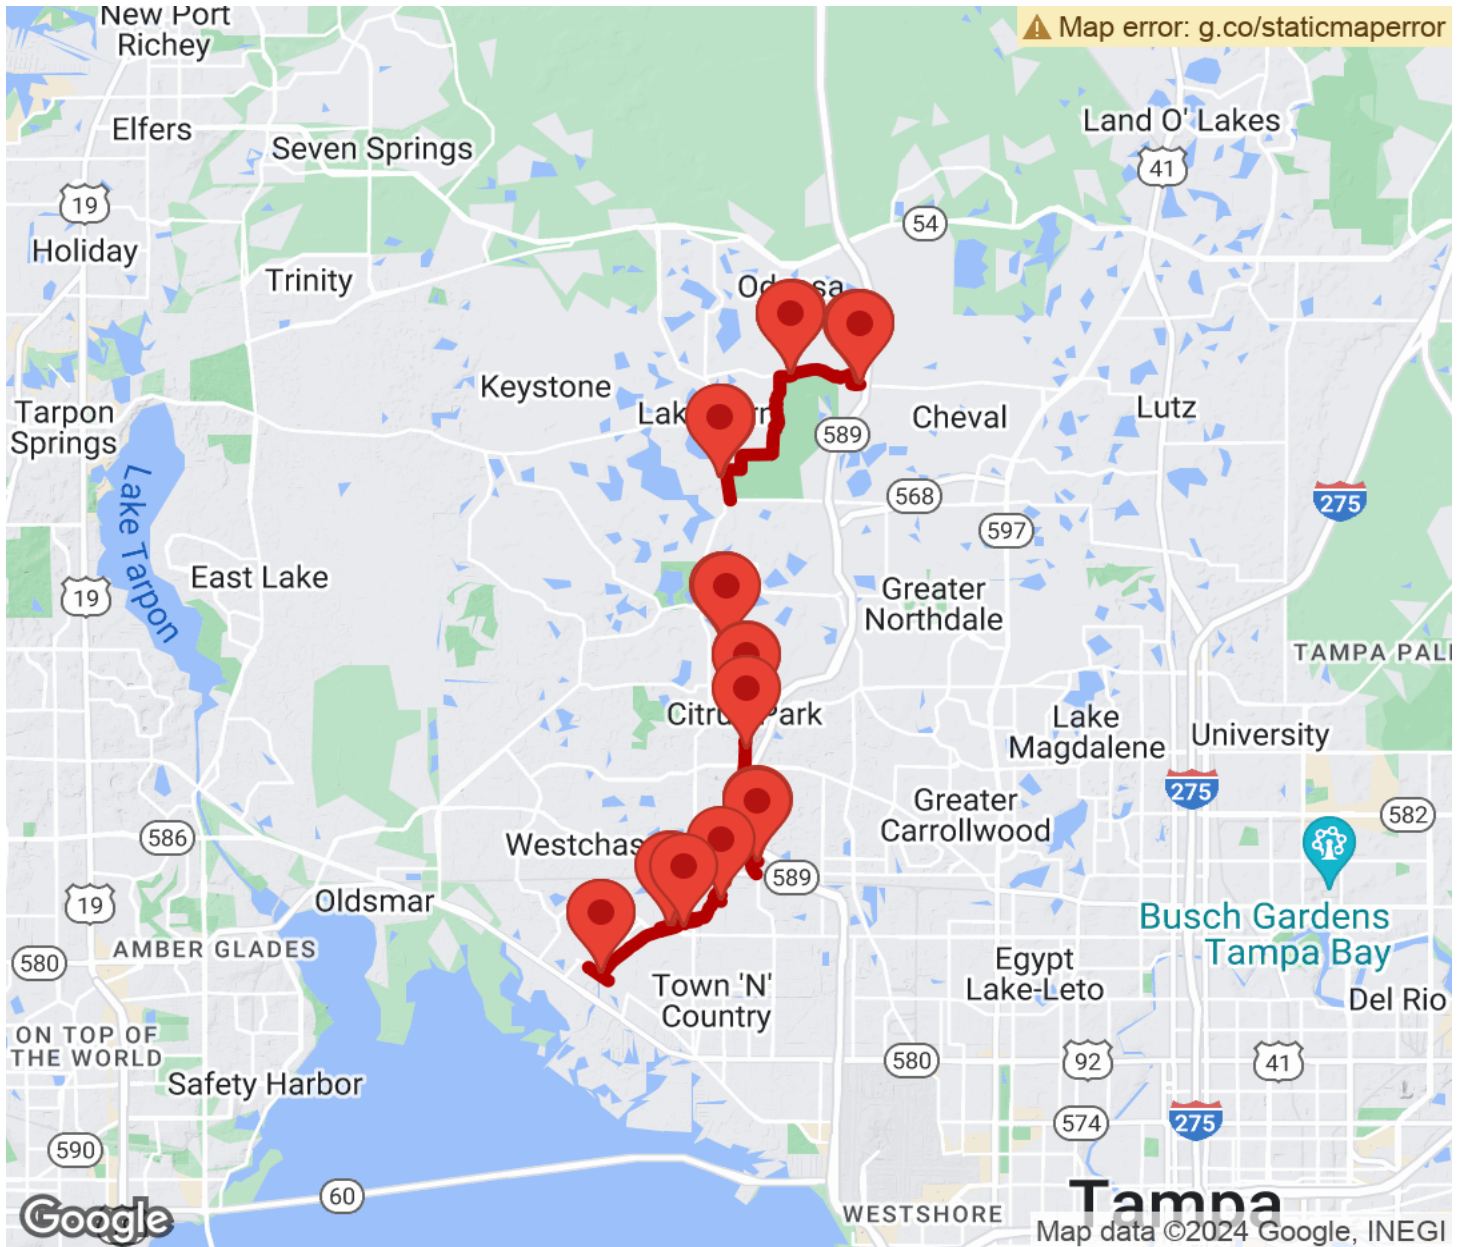 New Port
Richey
Map error: g.co/staticmaperror
Elfers
Land O' Lakes
Seven Springs
41
19
54
Holiday
Trinity
Keystone
Tarpon
Springs
Cheval
Lutz
589
568
275
597
Lake Tarpon
East Lake
19
Greater
Northdale
Lake
Magdalene
University
275
Greater
Carrollwood
582
586
589
Oldsmar
19
AMBER GLADES
580
Busch Gardens
Tampa Bay
Egypt
Lake-Leto
Town 'N'
Country
Del Rio
ON TOP OF
THE WORLD
580
92
41
Safety Harbor
574
275
590
60
Tampa
WESTSHORE
Google
Map data ©2024 Google, INEGI